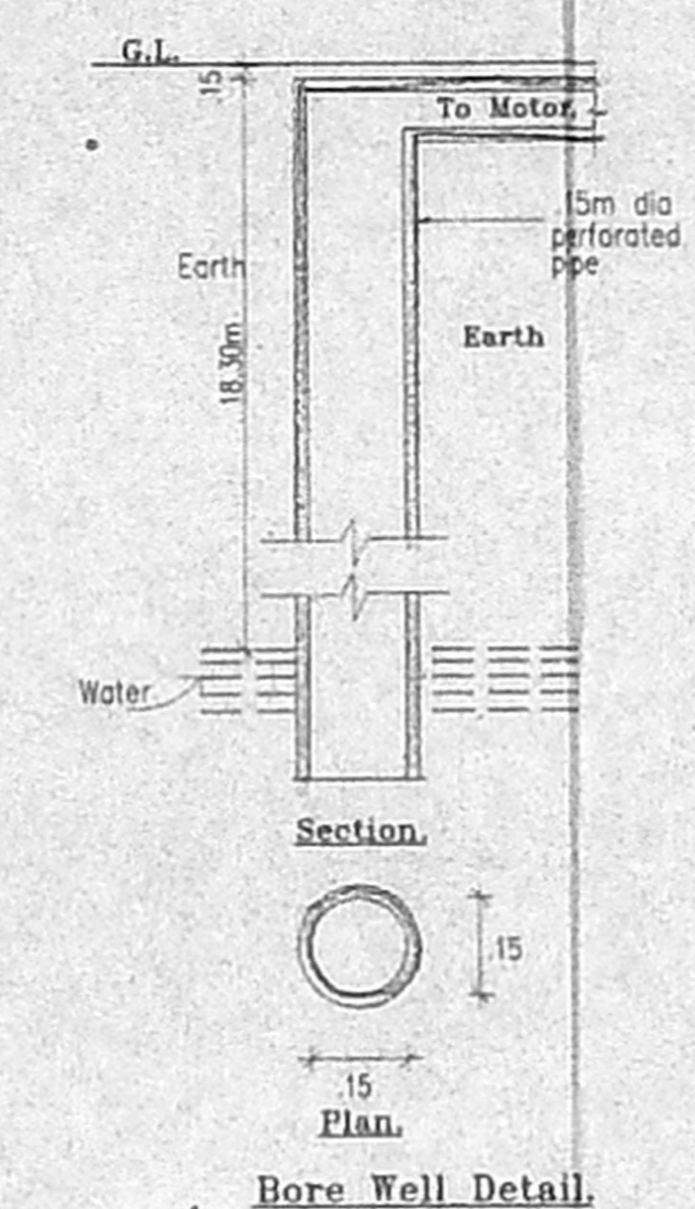 G.L.
.15
To Motor.
.15m dia
perforated
pipe
Earth
Earth
18.30m
Water
Section.
.15
.15
Plan.
Bore Well Detail.